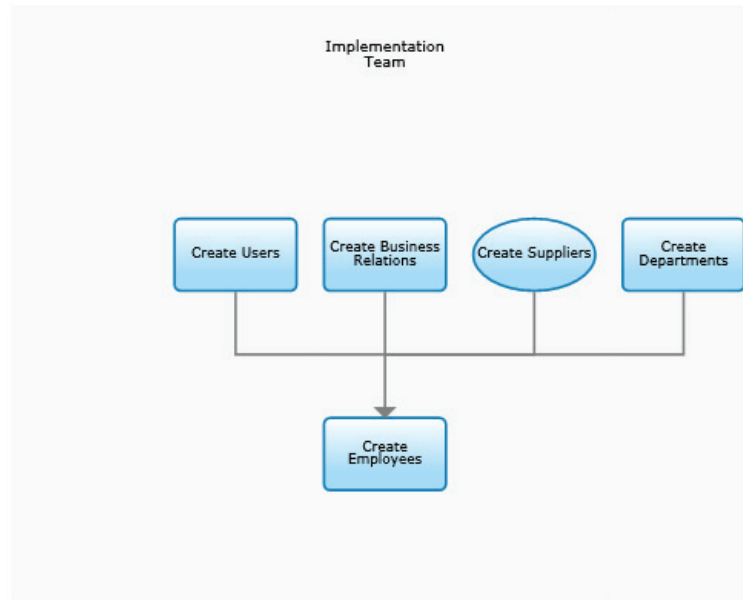 Implementation
Team
Create Users
Create Business
Relations
Create Suppliers
Create
Departments
Create
Employees